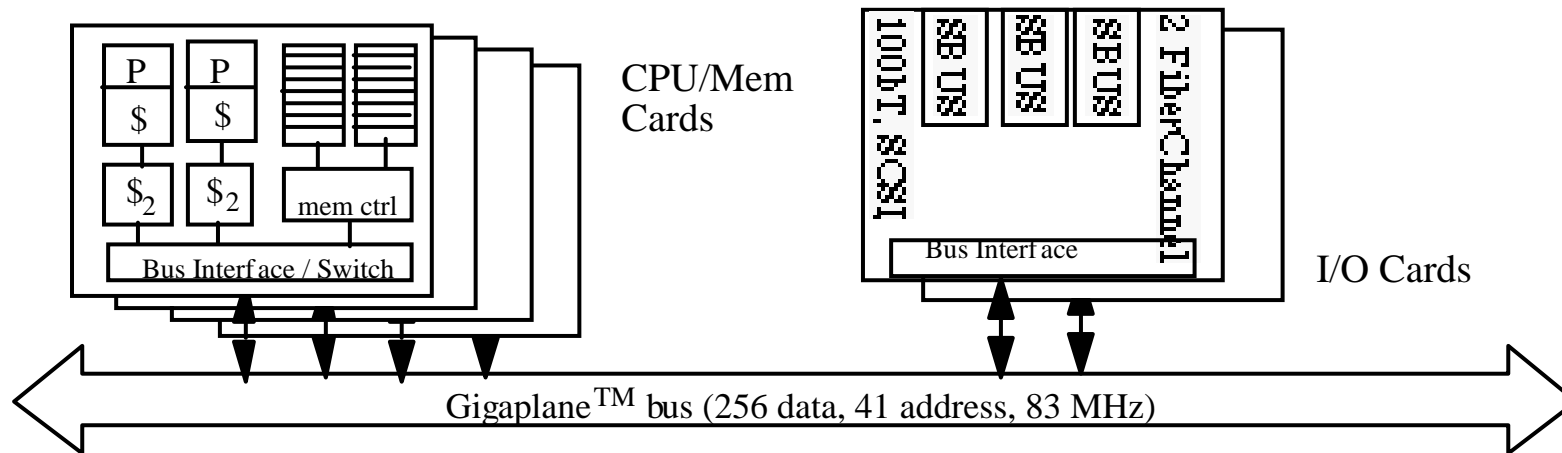 P
P
$
$
$2
$2
mem ctrl
Bus Interface / Switch
CPU/Mem
Cards
100bT, SCSI
SBUS
SBUS
SBUS
2 FiberChannel
Bus Interface
I/O Cards
Gigaplane™ bus (256 data, 41 address, 83 MHz)